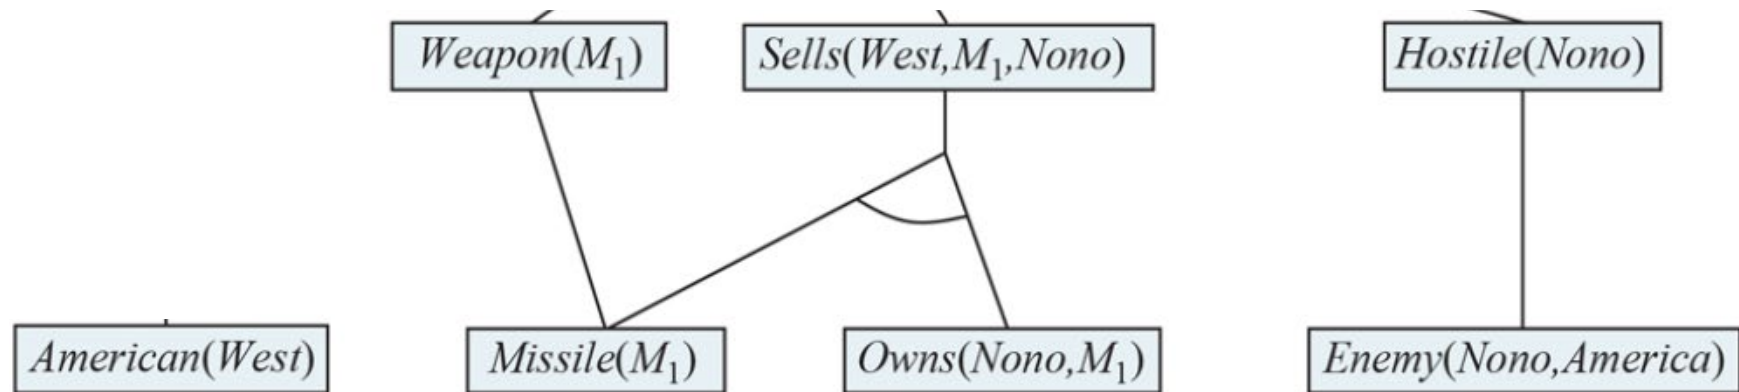 Weapon(M₁)
Sells(West,M₁,Nono)
Hostile(Nono)
American(West)
Missile(M₁)
Owns(Nono,M₁)
Enemy(Nono,America)